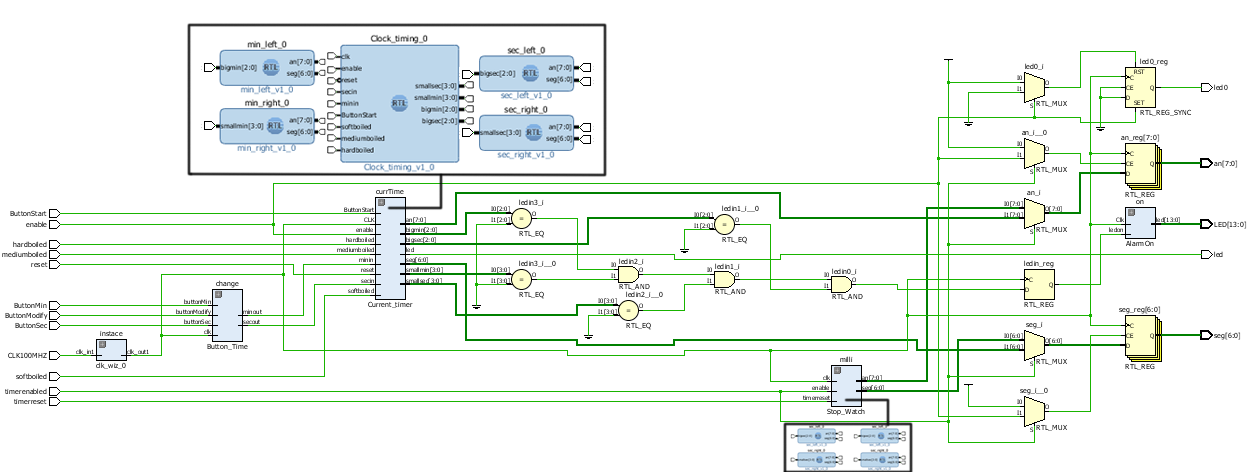 min_left_0
bigmin[2:0]
an[7:0]
seg[6:0]
RTL
min_left_v1_0
min_right_0
smallmin[3:0]
an[7:0]
seg[6:0]
RTL
min_right_v1_0
Clock_timing_0
clk
enable
reset
secin
minin
ButtonStart
softboiled
mediumboiled
hardboiled
RTL
smallsec[3:0]
smallmin[3:0]
bigmin[2:0]
bigsec[2:0]
Clock_timing_v1_0
sec_left_0
bigsec[2:0]
RTL
an[7:0]
seg[6:0]
sec_left_v1_0
sec_right_0
smallsec[3:0]
RTL
an[7:0]
seg[6:0]
sec_right_v1_0
ButtonStart
enable
hardboiled
mediumboiled
reset
ButtonMin
ButtonModify
ButtonSec
CLK100MHZ
softboiled
timerenabled
timerreset
instace
clk_in1
clk_out1
clk_wiz_0
change
buttonMin
buttonModify
buttonSec
clk
minout
secout
Button_Time
currTime
ButtonStart
CLK
enable
hardboiled
mediumboiled
minin
reset
secin
softboiled
an[7:0]
bigmin[2:0]
bigsec[2:0]
led
seg[6:0]
smallmin[3:0]
smallsec[3:0]
Current_timer
ledin3_i
I0[2:0]
I1[2:0]
=
O
RTL_EQ
ledin3_i__0
I0[3:0]
I1[3:0]
=
O
RTL_EQ
ledin2_i
I0
I1
O
RTL_AND
ledin2_i__0
I0[3:0]
I1[3:0]
=
O
RTL_EQ
ledin1_i__0
I0[2:0]
I1[2:0]
=
O
RTL_EQ
ledin1_i
I0
I1
O
RTL_AND
ledin0_i
I0
I1
O
RTL_AND
milli
clk
enable
timerreset
an[7:0]
seg[6:0]
Stop_Watch
led0_i
I0
I1
O
S
RTL_MUX
an_i__0
I0
I1
O
S
RTL_MUX
an_i
I0[7:0]
I1[7:0]
O[7:0]
S
RTL_MUX
ledin_reg
C
CE
D
Q
RTL_REG
seg_i
I0[6:0]
I1[6:0]
O[6:0]
S
RTL_MUX
seg_i__0
I0
I1
O
S
RTL_MUX
led0_reg
RST
C
CE
D
Q
SET
RTL_REG_SYNC
an_reg[7:0]
C
CE
D
Q
RTL_REG
on
Clk
ledon
led[13:0]
Alarm On
seg_reg[6:0]
C
CE
D
Q
RTL_REG
led0
an[7:0]
LED[13:0]
led
seg[6:0]